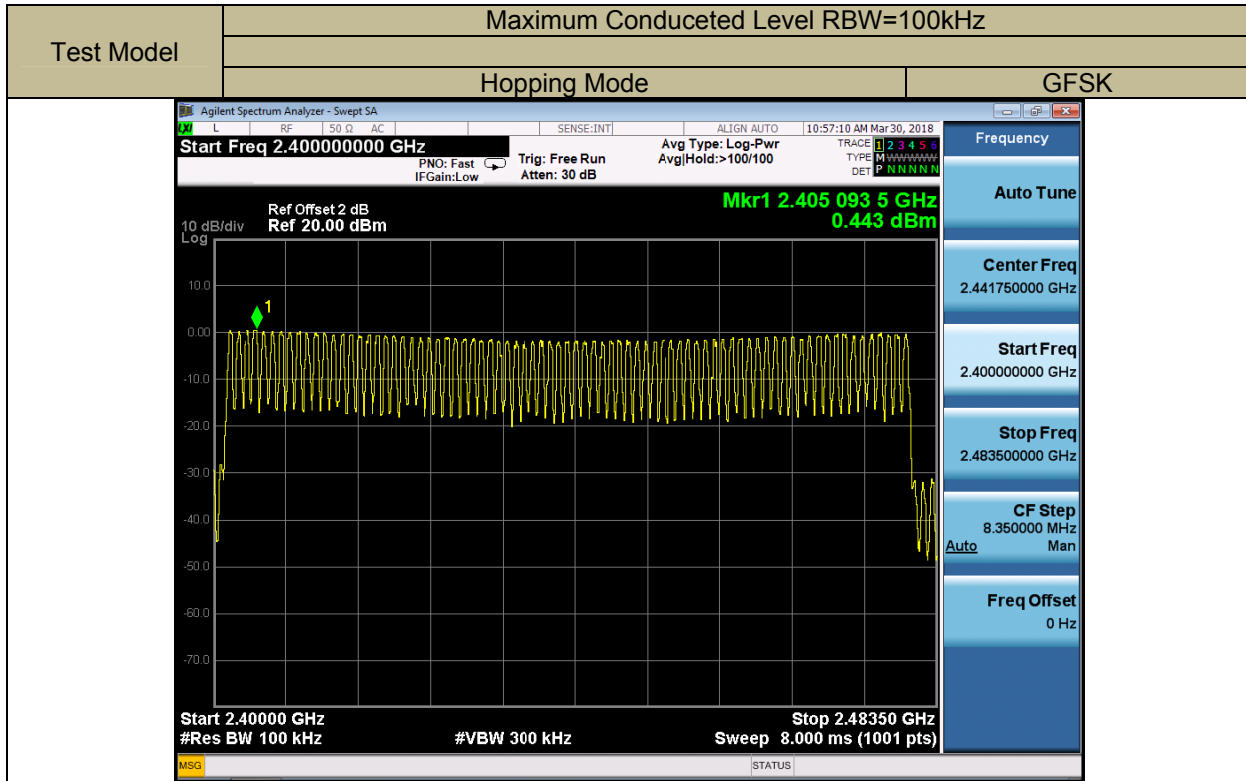 Test Model
Maximum Conduceted Level RBW=100kHz
Hopping Mode
GFSK
Agilent Spectrum Analyzer - Swept SA
LXI L RF 50 Ω AC SENSE:INT ALIGN AUTO 10:57:10 AM Mar 30, 2018
Start Freq 2.400000000 GHz
PNO: Fast
IFGain:Low
Trig: Free Run
Atten: 30 dB
Avg Type: Log-Pwr
Avg|Hold:>100/100
TRACE 1 2 3 4 5 6
TYPE M WWWWW
DET P N N N N N
Mkr1 2.405 093 5 GHz
0.443 dBm
Ref Offset 2 dB
10 dB/div Ref 20.00 dBm
Log
10.0
0.00
-10.0
-20.0
-30.0
-40.0
-50.0
-60.0
-70.0
1
Start 2.40000 GHz Stop 2.48350 GHz
#Res BW 100 kHz #VBW 300 kHz Sweep 8.000 ms (1001 pts)
MSG STATUS
Frequency
Auto Tune
Center Freq
2.441750000 GHz
Start Freq
2.400000000 GHz
Stop Freq
2.483500000 GHz
CF Step
8.350000 MHz
Auto Man
Freq Offset
0 Hz